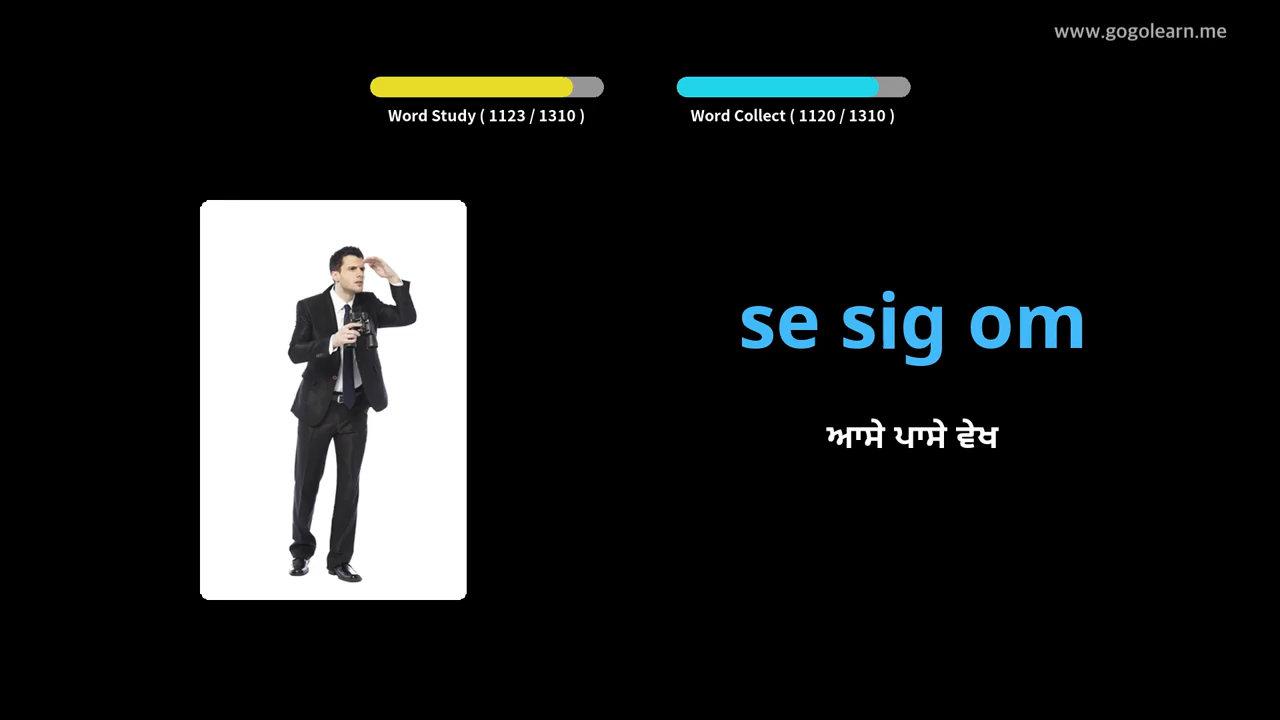 www.gogolearn.me
Word Study ( 1123 / 1310 )
Word Collect ( 1120 / 1310 )
se sig om
ਆਸੇ ਪਾਸੇ ਵੇਖ